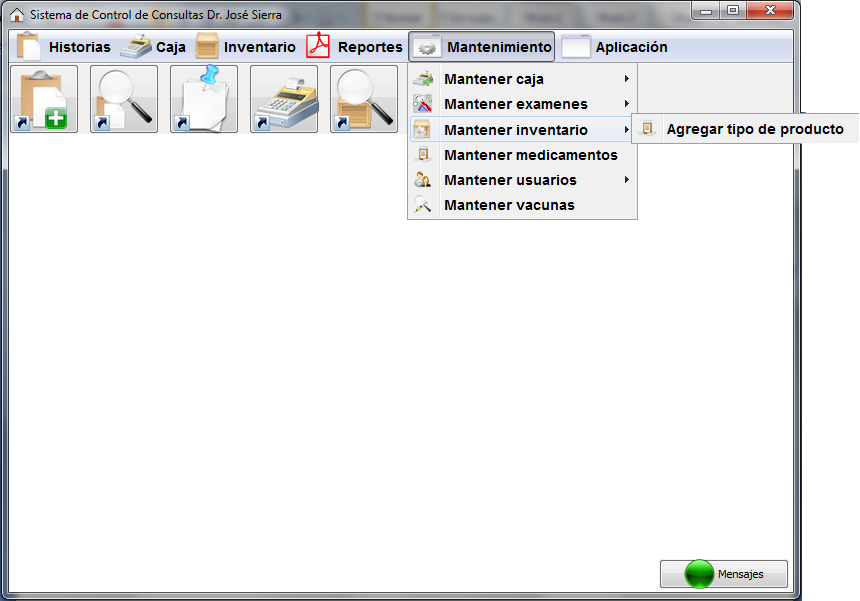 Sistema de Control de Consultas Dr. José Sierra
Historias Caja Inventario Reportes Mantenimiento Aplicación
Mantener caja
Mantener examenes
Mantener inventario Agregar tipo de producto
Mantener medicamentos
Mantener usuarios
Mantener vacunas
Mensajes